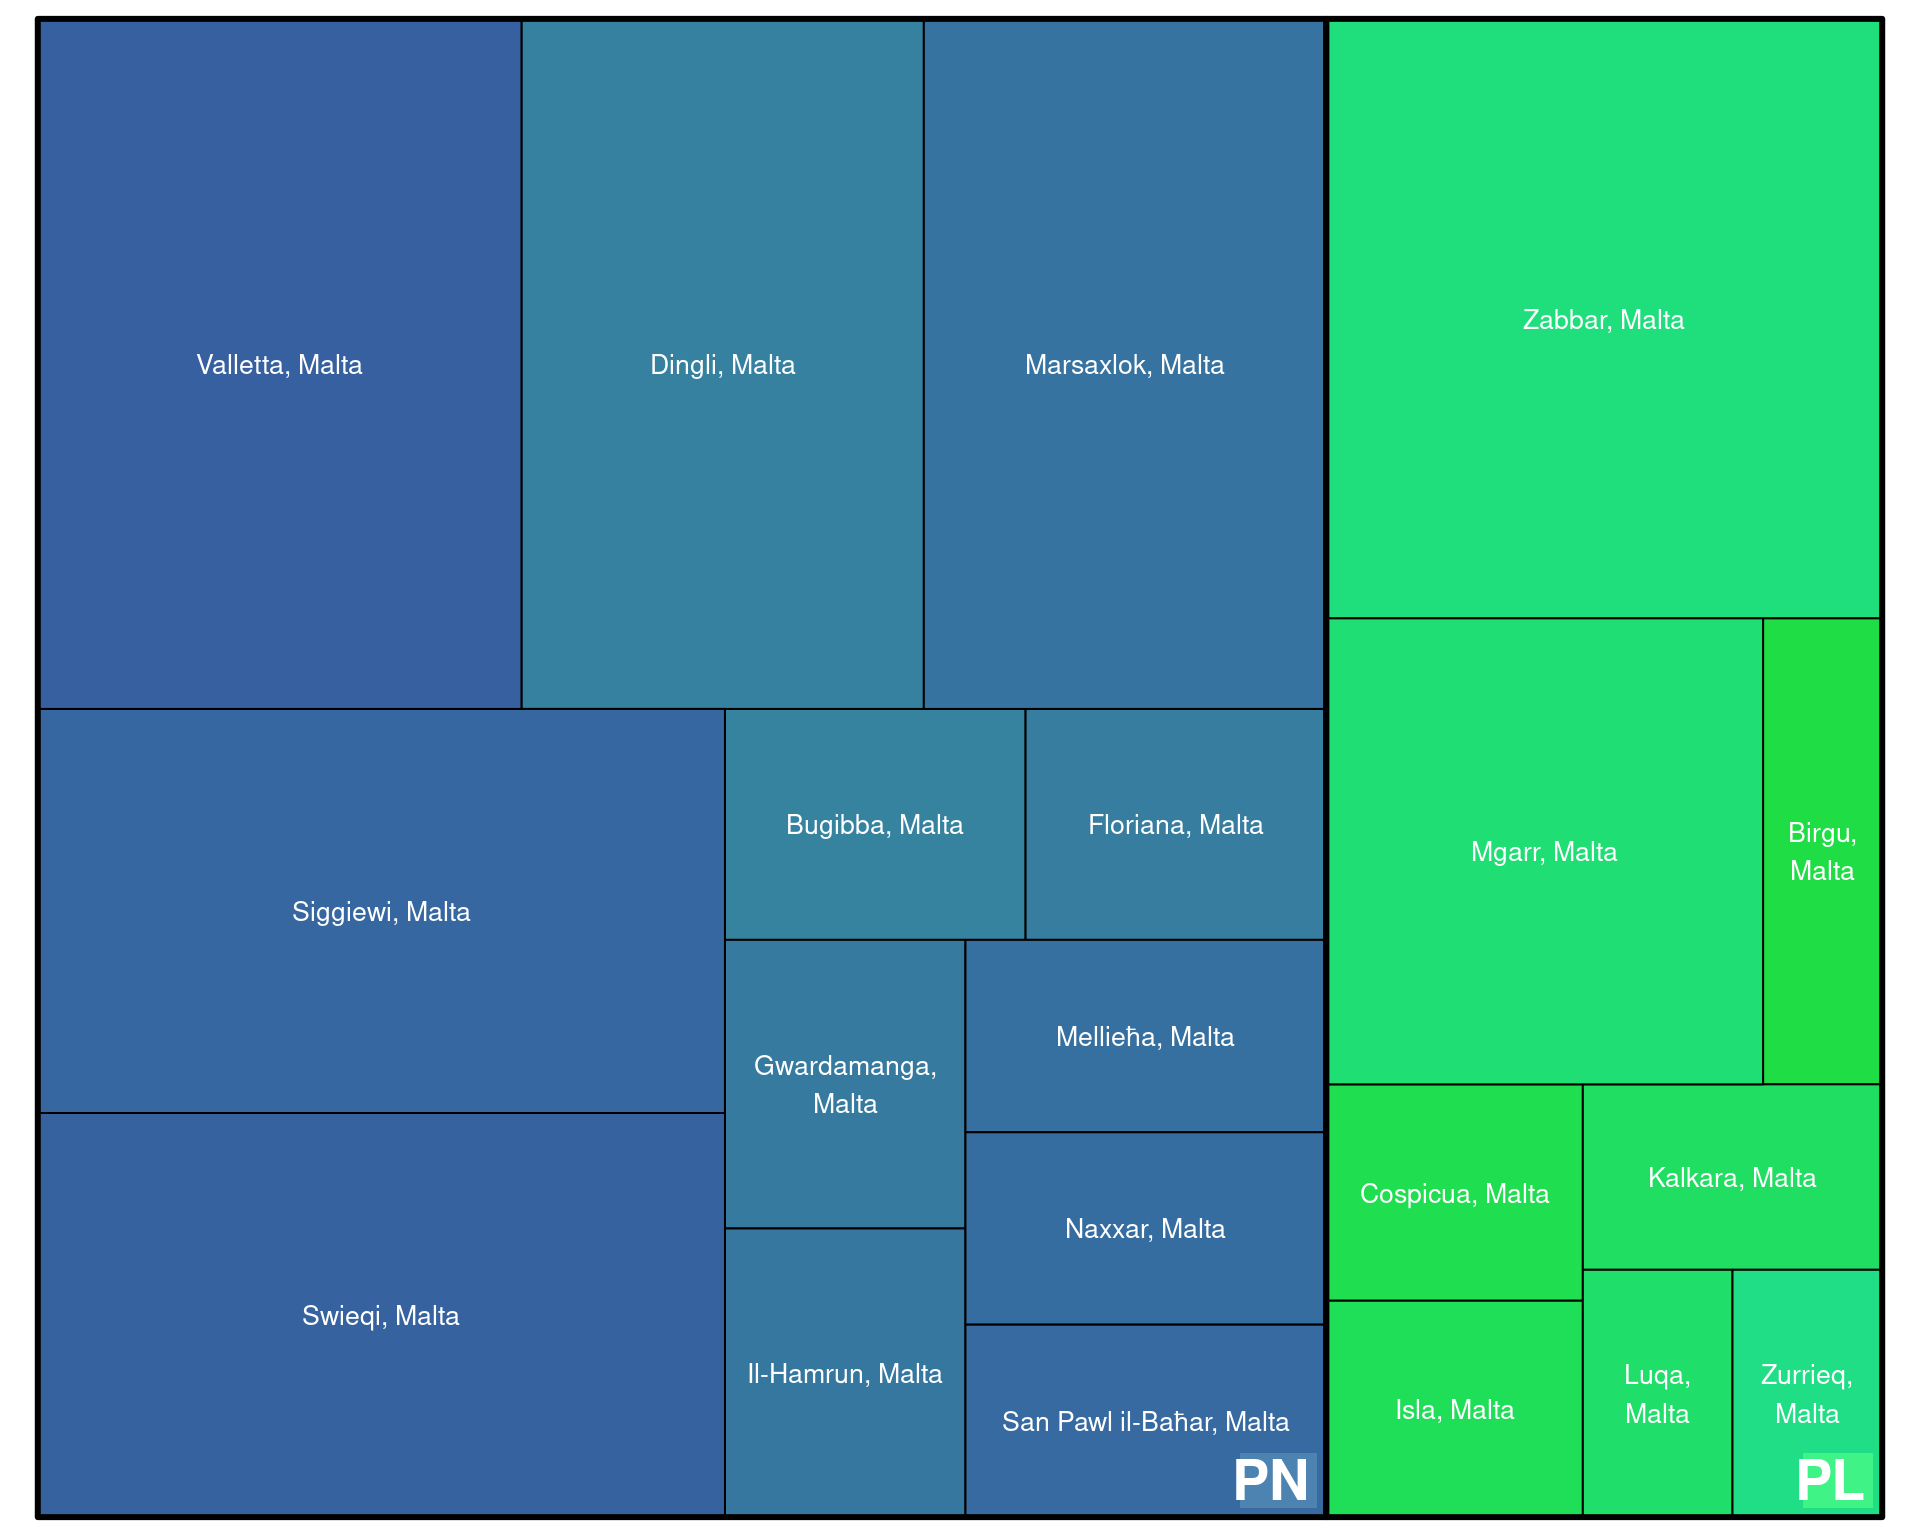 Valletta, Malta
Dingli, Malta
Marsaxlok, Malta
Zabbar, Malta
Siggiewi, Malta
Bugibba, Malta
Floriana, Malta
Mgarr, Malta
Birgu,
Malta
Gwardamanga,
Malta
Mellieħa, Malta
Swieqi, Malta
Naxxar, Malta
Il-Hamrun, Malta
San Pawl il-Baħar, Malta
PN
Cospicua, Malta
Kalkara, Malta
Isla, Malta
Luqa,
Malta
Zurrieq,
Malta
PL